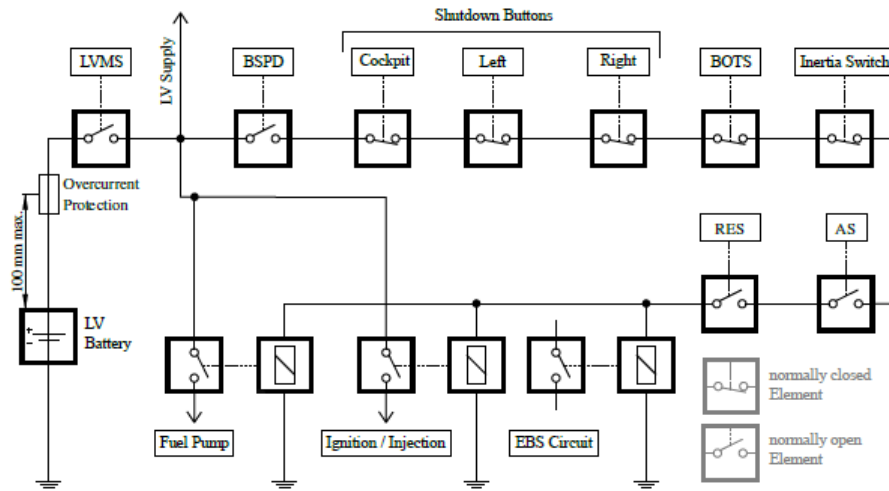 Shutdown Buttons
LVMS
LV Supply
BSPD
Cockpit
Left
Right
BOTS
Inertia Switch
Overcurrent
Protection
100 mm max.
RES
AS
+
-
LV
Battery
normally closed
Element
normally open
Element
Fuel Pump
Ignition / Injection
EBS Circuit